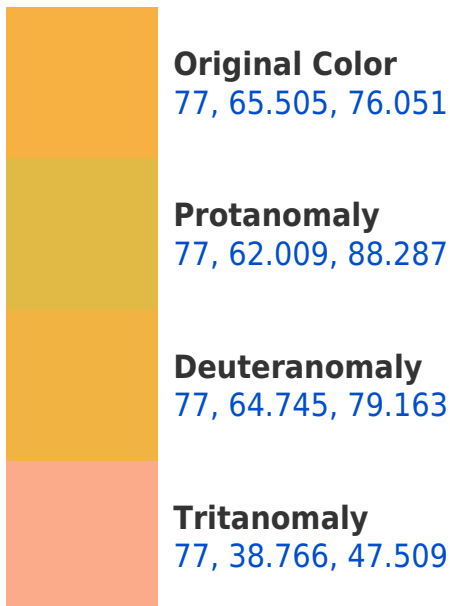 Original Color
77, 65.505, 76.051
Protanomaly
77, 62.009, 88.287
Deuteranomaly
77, 64.745, 79.163
Tritanomaly
77, 38.766, 47.509